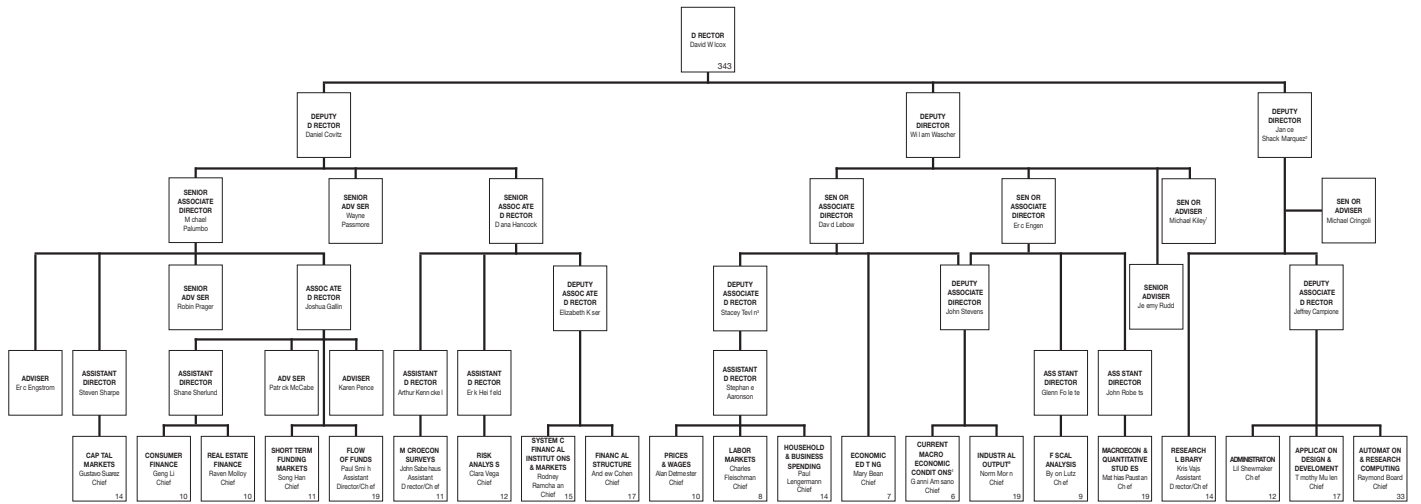 D RECTOR
David W lcox
343
DEPUTY
D RECTOR
Daniel Covitz
DEPUTY
DIRECTOR
Wil l am Wascher
DEPUTY
DIRECTOR
Jan ce
Shack Marquez²
SENIOR
ASSOCIATE
DIRECTOR
M chael
Palumbo
SENIOR
ADV SER
Wayne
Passmore
SENIOR
ASSOC ATE
D RECTOR
D ana Hancock
SEN OR
ASSOCIATE
DIRECTOR
Dav d Lebow
SEN OR
ASSOCIATE
DIRECTOR
Er c Engen
SEN OR
ADVISER
Michael Kiley¹
SEN OR
ADVISER
Michael Cringoli
SENIOR
ADV SER
Robin Prager
ASSOC ATE
D RECTOR
Joshua Gallin
DEPUTY
ASSOC ATE
D RECTOR
Elizabeth K ser
DEPUTY
ASSOCIATE
D RECTOR
Stacey Tevl n³
DEPUTY
ASSOCIATE
DIRECTOR
John Stevens
SENIOR
ADVISER
Je emy Rudd
DEPUTY
ASSOCIATE
D RECTOR
Jeffrey Campione
ADVISER
Er c Engstrom
ASSISTANT
DIRECTOR
Steven Sharpe
ASSISTANT
DIRECTOR
Shane Sherlund
ADV SER
Patr ck McCabe
ADVISER
Karen Pence
ASSISTANT
D RECTOR
Arthur Kenn cke l
ASSISTANT
D RECTOR
Er k Hei f eld
ASSISTANT
D RECTOR
Stephan e
Aaronson
ASS STANT
DIRECTOR
Glenn Fo le te
ASS STANT
DIRECTOR
John Robe ts
CAP TAL
MARKETS
Gustavo Suarez
Chief
14
CONSUMER
FINANCE
Geng Li
Chief
10
REAL ESTATE
FINANCE
Raven Molloy
Chief
10
SHORT TERM
FUNDING
MARKETS
Song Han
Chief
11
FLOW
OF FUNDS
Paul Smi h
Assistant
Director/Ch ef
19
M CROECON
SURVEYS
John Sabe haus
Assistant
D rector/Ch ef
11
RISK
ANALYS S
Clara Vega
Chief
12
SYSTEM C
FINANC AL
INSTITUT ONS
& MARKETS
Rodney
Ramcha an
Chief
15
FINANC AL
STRUCTURE
And ew Cohen
Chief
17
PRICES
& WAGES
Alan Detme ster
Chief
10
LABOR
MARKETS
Charles
Fleischman
Chief
8
HOUSEHOLD
& BUSINESS
SPENDING
Paul
Lengermann
Chief
14
ECONOMIC
ED T NG
Mary Bean
Chief
7
CURRENT
MACRO
ECONOMIC
CONDIT ONS
G anni Am sano
Chief
6
INDUSTR AL
OUTPUT
Norm Mor n
Chief
19
F SCAL
ANALYSIS
By on Lutz
Ch ef
9
MACROECON &
QUANTITATIVE
STUD ES
Mat hias Paustian
Ch ef
19
RESEARCH
L BRARY
Kris Vajs
Assistant
D rector/Ch ef
14
ADMINISTRATON
Lil Shewmaker
Ch ef
12
APPLICAT ON
DESIGN &
DEVELOMENT
T mothy Mu len
Chief
17
AUTOMAT ON
& RESEARCH
COMPUTING
Raymond Board
Chief
33